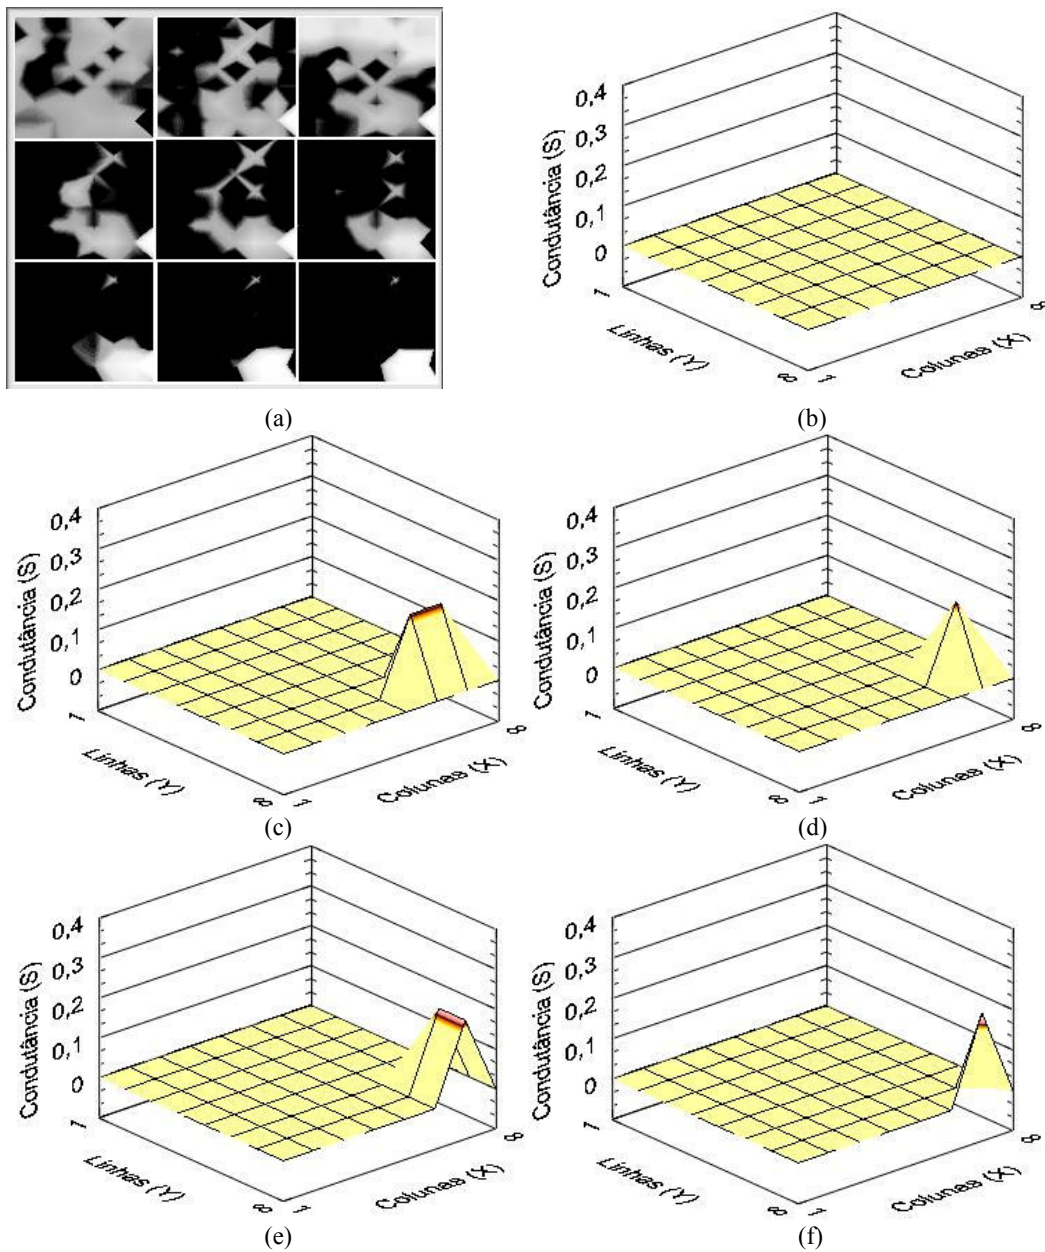 0,4
0,3
0,2
0,1
0
Condutância (S)
1
Linhas (Y)
8
1
Colunas (X)
8
(a)
(b)
0,4
0,3
0,2
0,1
0
Condutância (S)
1
Linhas (Y)
8
1
Colunas (X)
8
0,4
0,3
0,2
0,1
0
Condutância (S)
1
Linhas (Y)
8
1
Colunas (X)
8
(c)
(d)
0,4
0,3
0,2
0,1
0
Condutância (S)
1
Linhas (Y)
8
1
Colunas (X)
8
0,4
0,3
0,2
0,1
0
Condutância (S)
1
Linhas (Y)
8
1
Colunas (X)
8
(e)
(f)